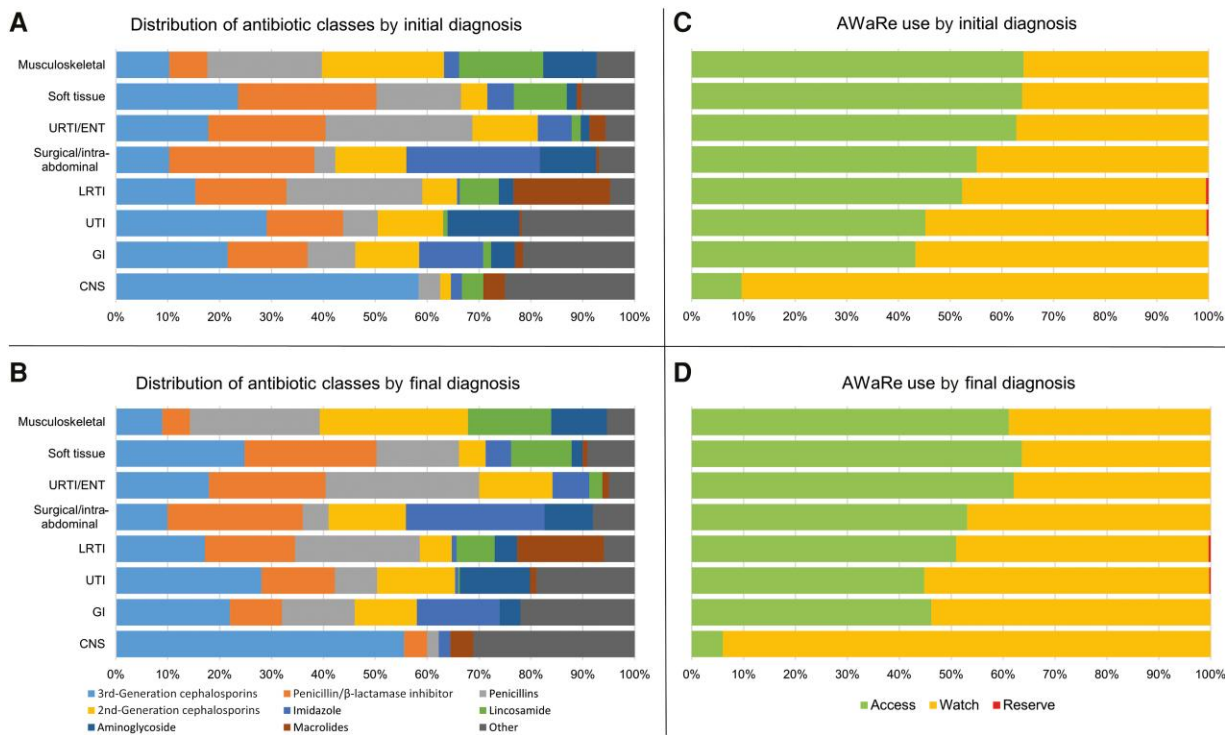 A
Distribution of antibiotic classes by initial diagnosis
Musculoskeletal
Soft tissue
URTI/ENT
Surgical/intra-
abdominal
LRTI
UTI
GI
CNS
0% 10% 20% 30% 40% 50% 60% 70% 80% 90% 100%
C
AWaRe use by initial diagnosis
0% 10% 20% 30% 40% 50% 60% 70% 80% 90% 100%
B
Distribution of antibiotic classes by final diagnosis
Musculoskeletal
Soft tissue
URTI/ENT
Surgical/intra-
abdominal
LRTI
UTI
GI
CNS
0% 10% 20% 30% 40% 50% 60% 70% 80% 90% 100%
3rd-Generation cephalosporins Penicillin/β-lactamase inhibitor Penicillins
2nd-Generation cephalosporins Imidazole Lincosamide
Aminoglycoside Macrolides Other
D
AWaRe use by final diagnosis
0% 10% 20% 30% 40% 50% 60% 70% 80% 90% 100%
Access Watch Reserve